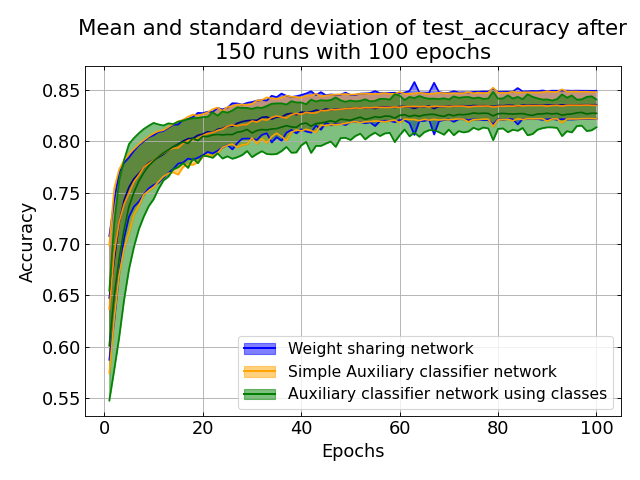 Mean and standard deviation of test_accuracy after
150 runs with 100 epochs
Accuracy
0.85
0.80
0.75
0.70
0.65
0.60
0.55
Weight sharing network
Simple Auxiliary classifier network
Auxiliary classifier network using classes
0 20 40 60 80 100
Epochs